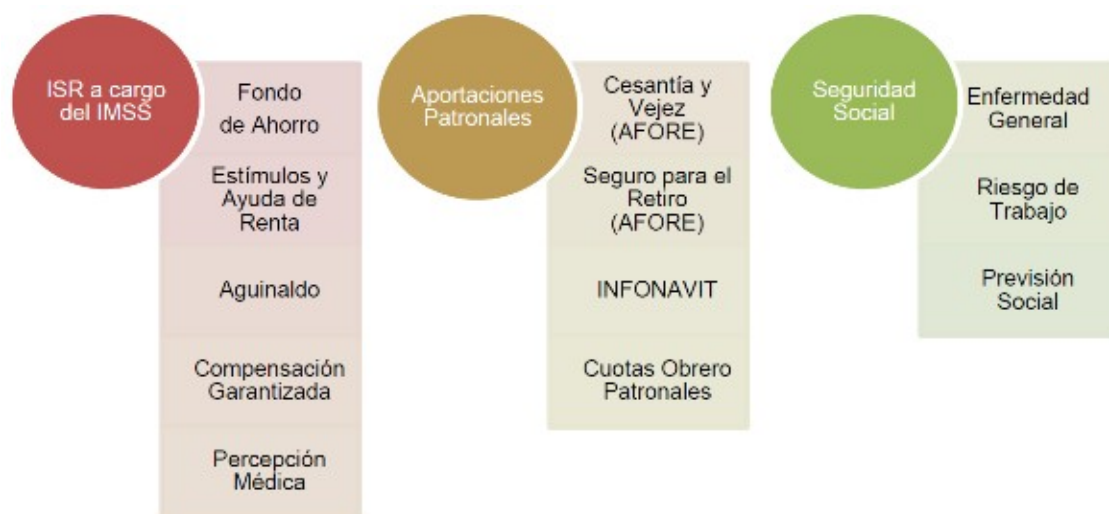 ISR a cargo
del IMSS
Fondo
de Ahorro
Estímulos y
Ayuda de
Renta
Aguinaldo
Compensación
Garantizada
Percepción
Médica
Aportaciones
Patronales
Cesantía y
Vejez
(AFORE)
Seguro para el
Retiro
(AFORE)
INFONAVIT
Cuotas Obrero
Patronales
Seguridad
Social
Enfermedad
General
Riesgo de
Trabajo
Previsión
Social